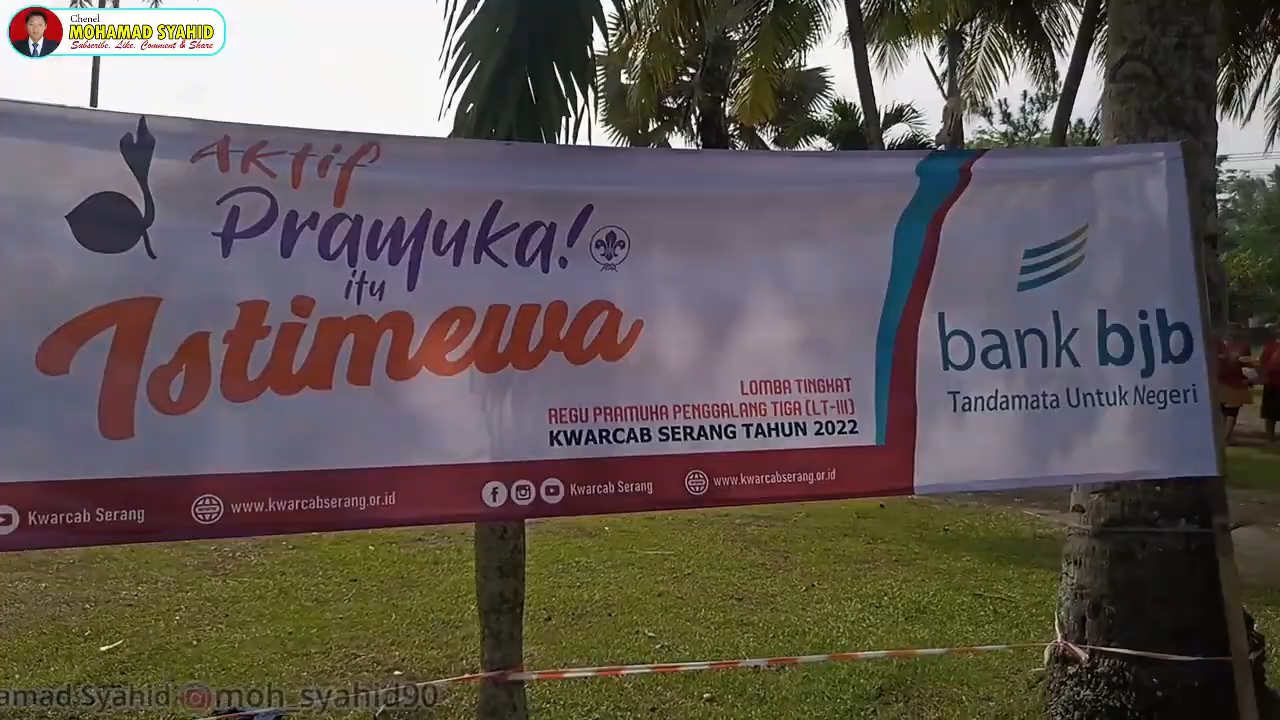 Chenel
MOHAMAD SYAHID
Subscribe, Like, Comment & Share
Aktif
Pramuka!
itu
Istimewa
LOMBA TINGKAT
REGU PRAMUKA PENGGALANG TIGA (LT-III)
KWARCAB SERANG TAHUN 2022
bank bjb
Tandamata Untuk Negeri
Kwarcab Serang
www.kwarcabserang.or.id
Kwarcab Serang
www.kwarcabserang.or.id
amad Syahid moh_syahid90